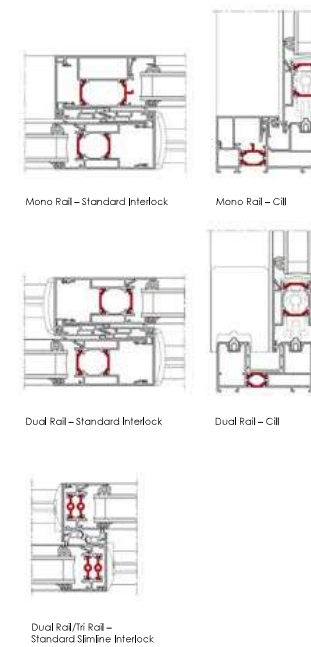 Mono Rail – Standard Interlock
Mono Rail – Cill
Dual Rail – Standard Interlock
Dual Rail – Cill
Dual Rail/Tri Rail –
Standard Slimline Interlock